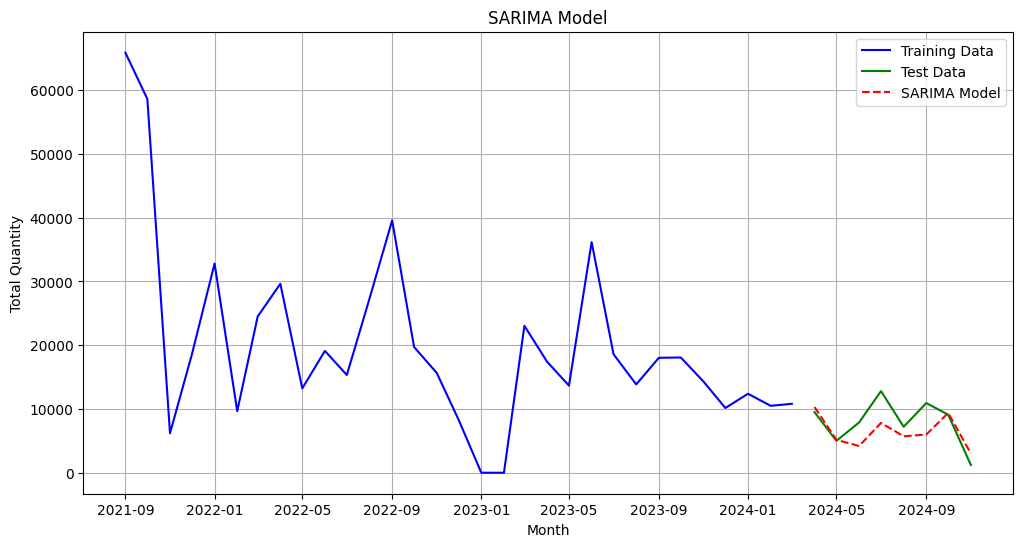 SARIMA Model
Training Data
Test Data
SARIMA Model
Total Quantity
60000
50000
40000
30000
20000
10000
0
2021-09 2022-01 2022-05 2022-09 2023-01 2023-05 2023-09 2024-01 2024-05 2024-09
Month